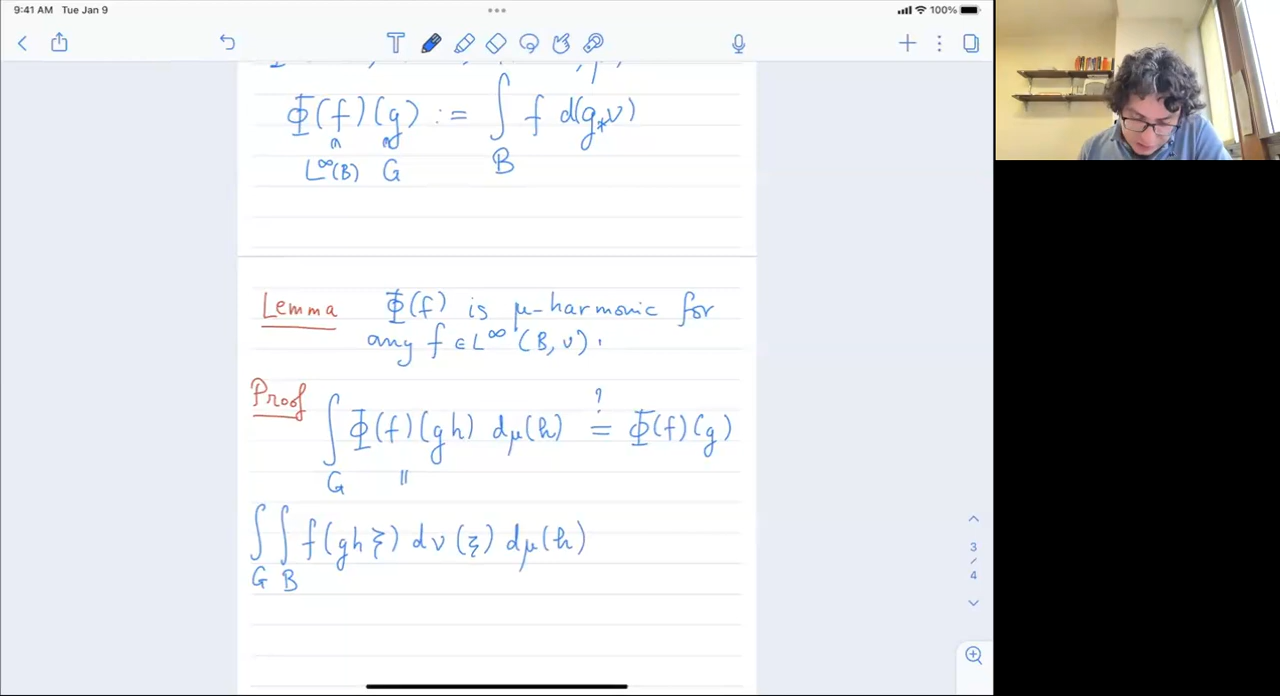 9:41 AM Tue Jan 9
100%
Φ(f)(g) := ∫_B f d(g_*ν)
L^∞(B) G
Lemma Φ(f) is μ-harmonic for
any f ∈ L^∞(B, ν).
Proof ∫_G Φ(f)(gh) dμ(h) =? Φ(f)(g)
||
∫_G ∫_B f(ghξ) dν(ξ) dμ(h)
3
/
4